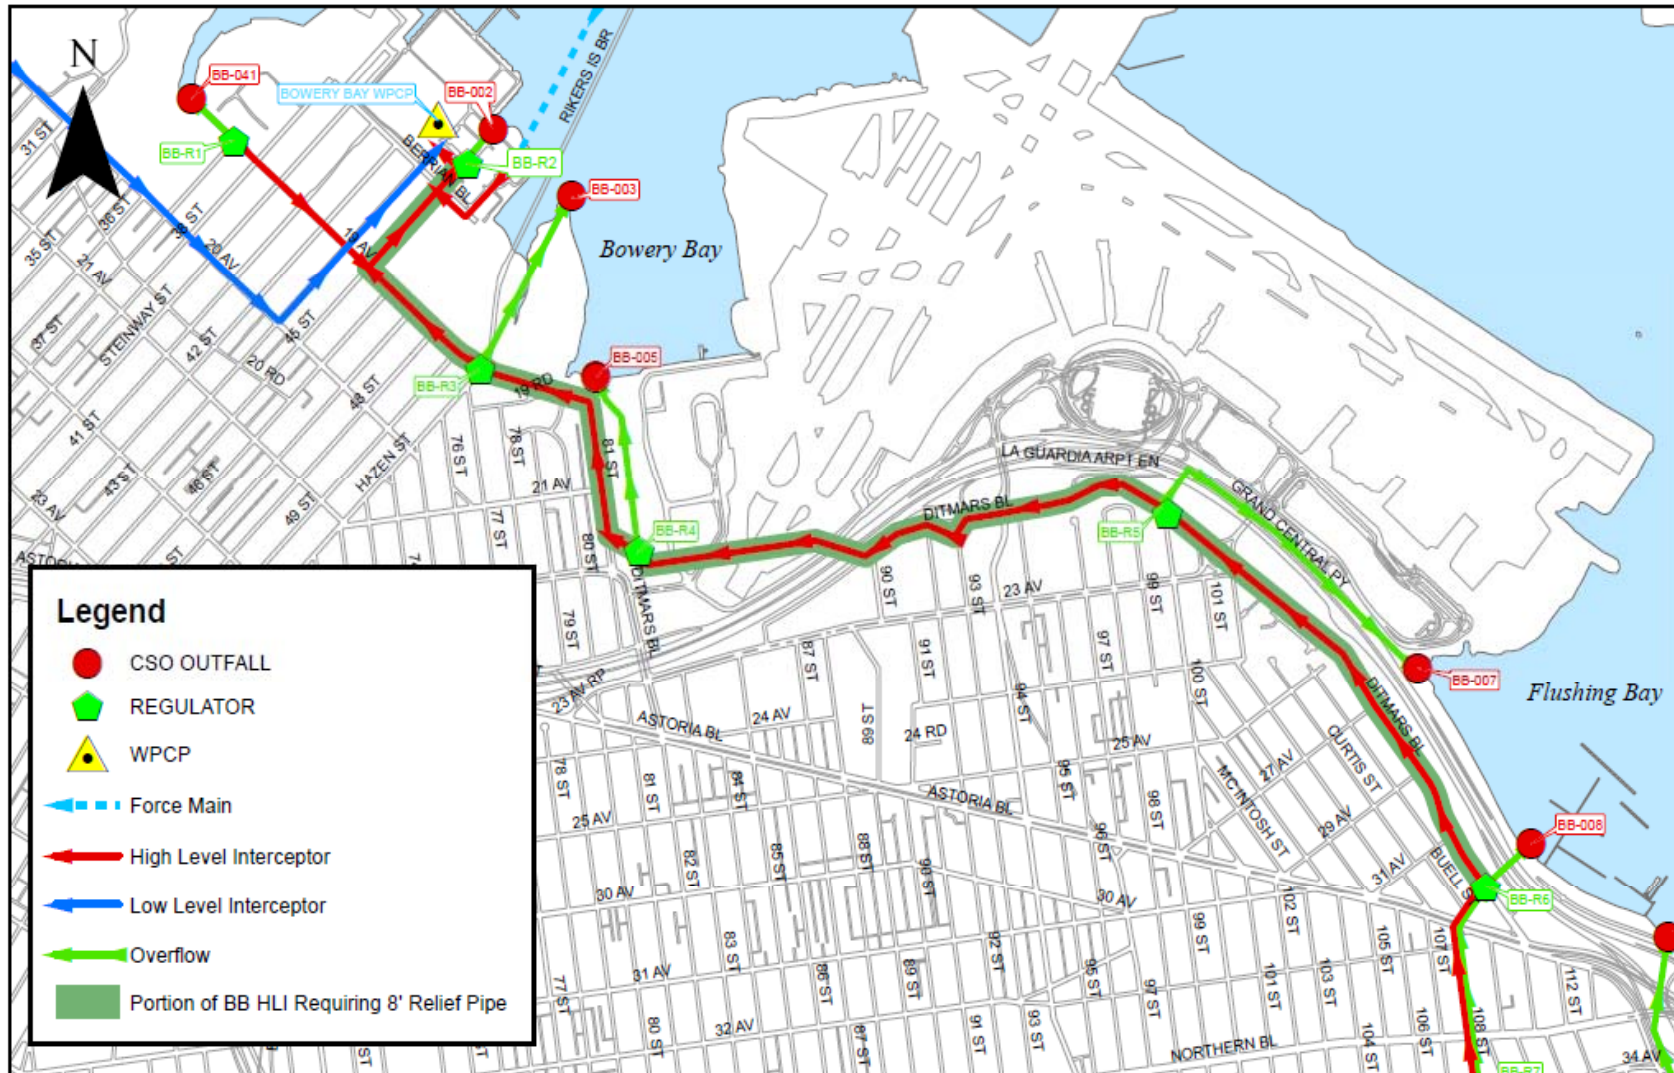 N
BB-041
BOWERY BAY WPCP
BB-002
RIKERS IS BR
BB-R1
BERRIAN BL
BB-R2
BB-003
31 ST
36 ST
38 ST
20 AV
19 AV
35 ST
21 AV
Bowery Bay
37 ST
STEINWAY ST
42 ST
45 ST
20 RD
48 ST
BB-R3
19 RD
BB-005
41 ST
43 ST
46 ST
HAZEN ST
49 ST
23 AV
76 ST
78 ST
81 ST
21 AV
77 ST
80 ST
BB-R4
DITMARS BL
79 ST
LA GUARDIA ARPT EN
DITMARS BL
GRAND CENTRAL PY
BB-R5
90 ST
93 ST
23 AV
99 ST
101 ST
87 ST
91 ST
97 ST
100 ST
94 ST
BB-007
Flushing Bay
DITMARS BL
23 AV RP
ASTORIA BL
24 AV
89 ST
24 RD
25 AV
CURTIS ST
27 AV
MC INTOSH ST
78 ST
81 ST
84 ST
95 ST
98 ST
ASTORIA BL
25 AV
96 ST
29 AV
BB-008
82 ST
85 ST
88 ST
90 ST
31 AV
BUELL S
BB-R6
30 AV
30 AV
99 ST
102 ST
105 ST
107 ST
83 ST
92 ST
77 ST
31 AV
86 ST
89 ST
95 ST
97 ST
101 ST
103 ST
112 ST
80 ST
32 AV
87 ST
91 ST
93 ST
104 ST
106 ST
108 ST
NORTHERN BL
34 AV
BB-R7
Legend
CSO OUTFALL
REGULATOR
WPCP
Force Main
High Level Interceptor
Low Level Interceptor
Overflow
Portion of BB HLI Requiring 8' Relief Pipe